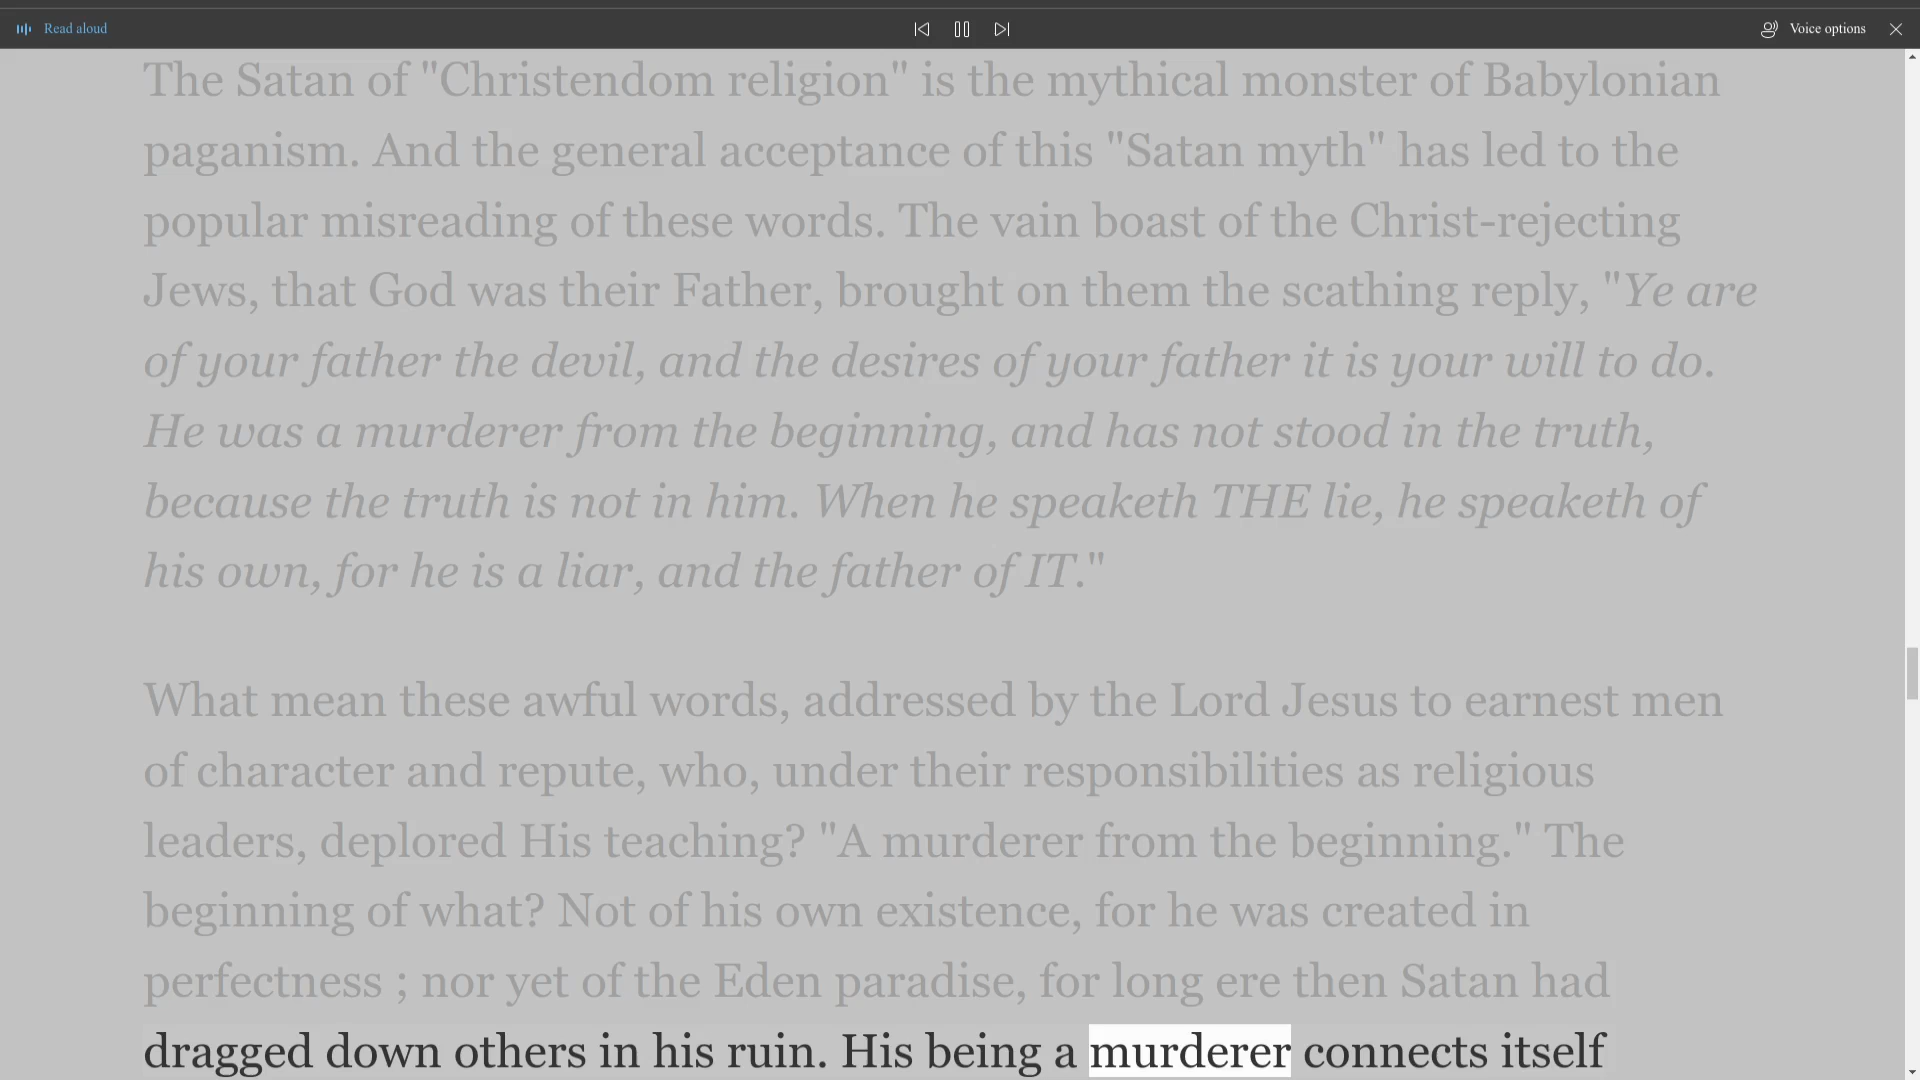 Read aloud
Voice options
The Satan of "Christendom religion" is the mythical monster of Babylonian
paganism. And the general acceptance of this "Satan myth" has led to the
popular misreading of these words. The vain boast of the Christ-rejecting
Jews, that God was their Father, brought on them the scathing reply, "Ye are
of your father the devil, and the desires of your father it is your will to do.
He was a murderer from the beginning, and has not stood in the truth,
because the truth is not in him. When he speaketh THE lie, he speaketh of
his own, for he is a liar, and the father of IT."
What mean these awful words, addressed by the Lord Jesus to earnest men
of character and repute, who, under their responsibilities as religious
leaders, deplored His teaching? "A murderer from the beginning." The
beginning of what? Not of his own existence, for he was created in
perfectness ; nor yet of the Eden paradise, for long ere then Satan had
dragged down others in his ruin. His being a murderer connects itself